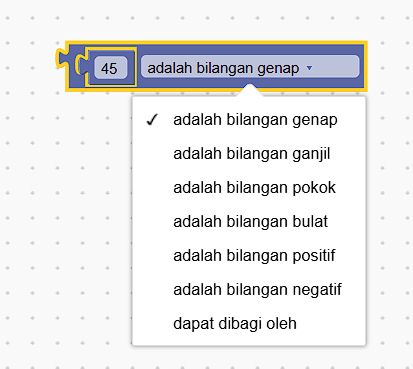 45 adalah bilangan genap
✓ adalah bilangan genap
adalah bilangan ganjil
adalah bilangan pokok
adalah bilangan bulat
adalah bilangan positif
adalah bilangan negatif
dapat dibagi oleh